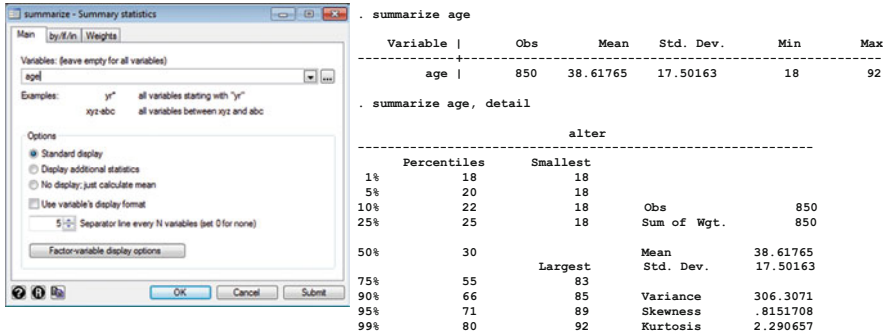 summarize - Summary statistics
Main by/if/in Weights
Variables: (leave empty for all variables)
age
Examples: yr* all variables starting with "yr"
xyz-abc all variables between xyz and abc
Options
Standard display
Display additional statistics
No display; just calculate mean
Use variable's display format
5 Separator line every N variables (set 0 for none)
Factor-variable display options
OK Cancel Submit
. summarize age
Variable | Obs Mean Std. Dev. Min Max
-------------+--------------------------------------------------------
age | 850 38.61765 17.50163 18 92
. summarize age, detail
alter
-------------------------------------------------------------
Percentiles Smallest
1% 18 18
5% 20 18
10% 22 18 Obs 850
25% 25 18 Sum of Wgt. 850
50% 30 Mean 38.61765
Largest Std. Dev. 17.50163
75% 55 83
90% 66 85 Variance 306.3071
95% 71 89 Skewness .8151708
99% 80 92 Kurtosis 2.290657